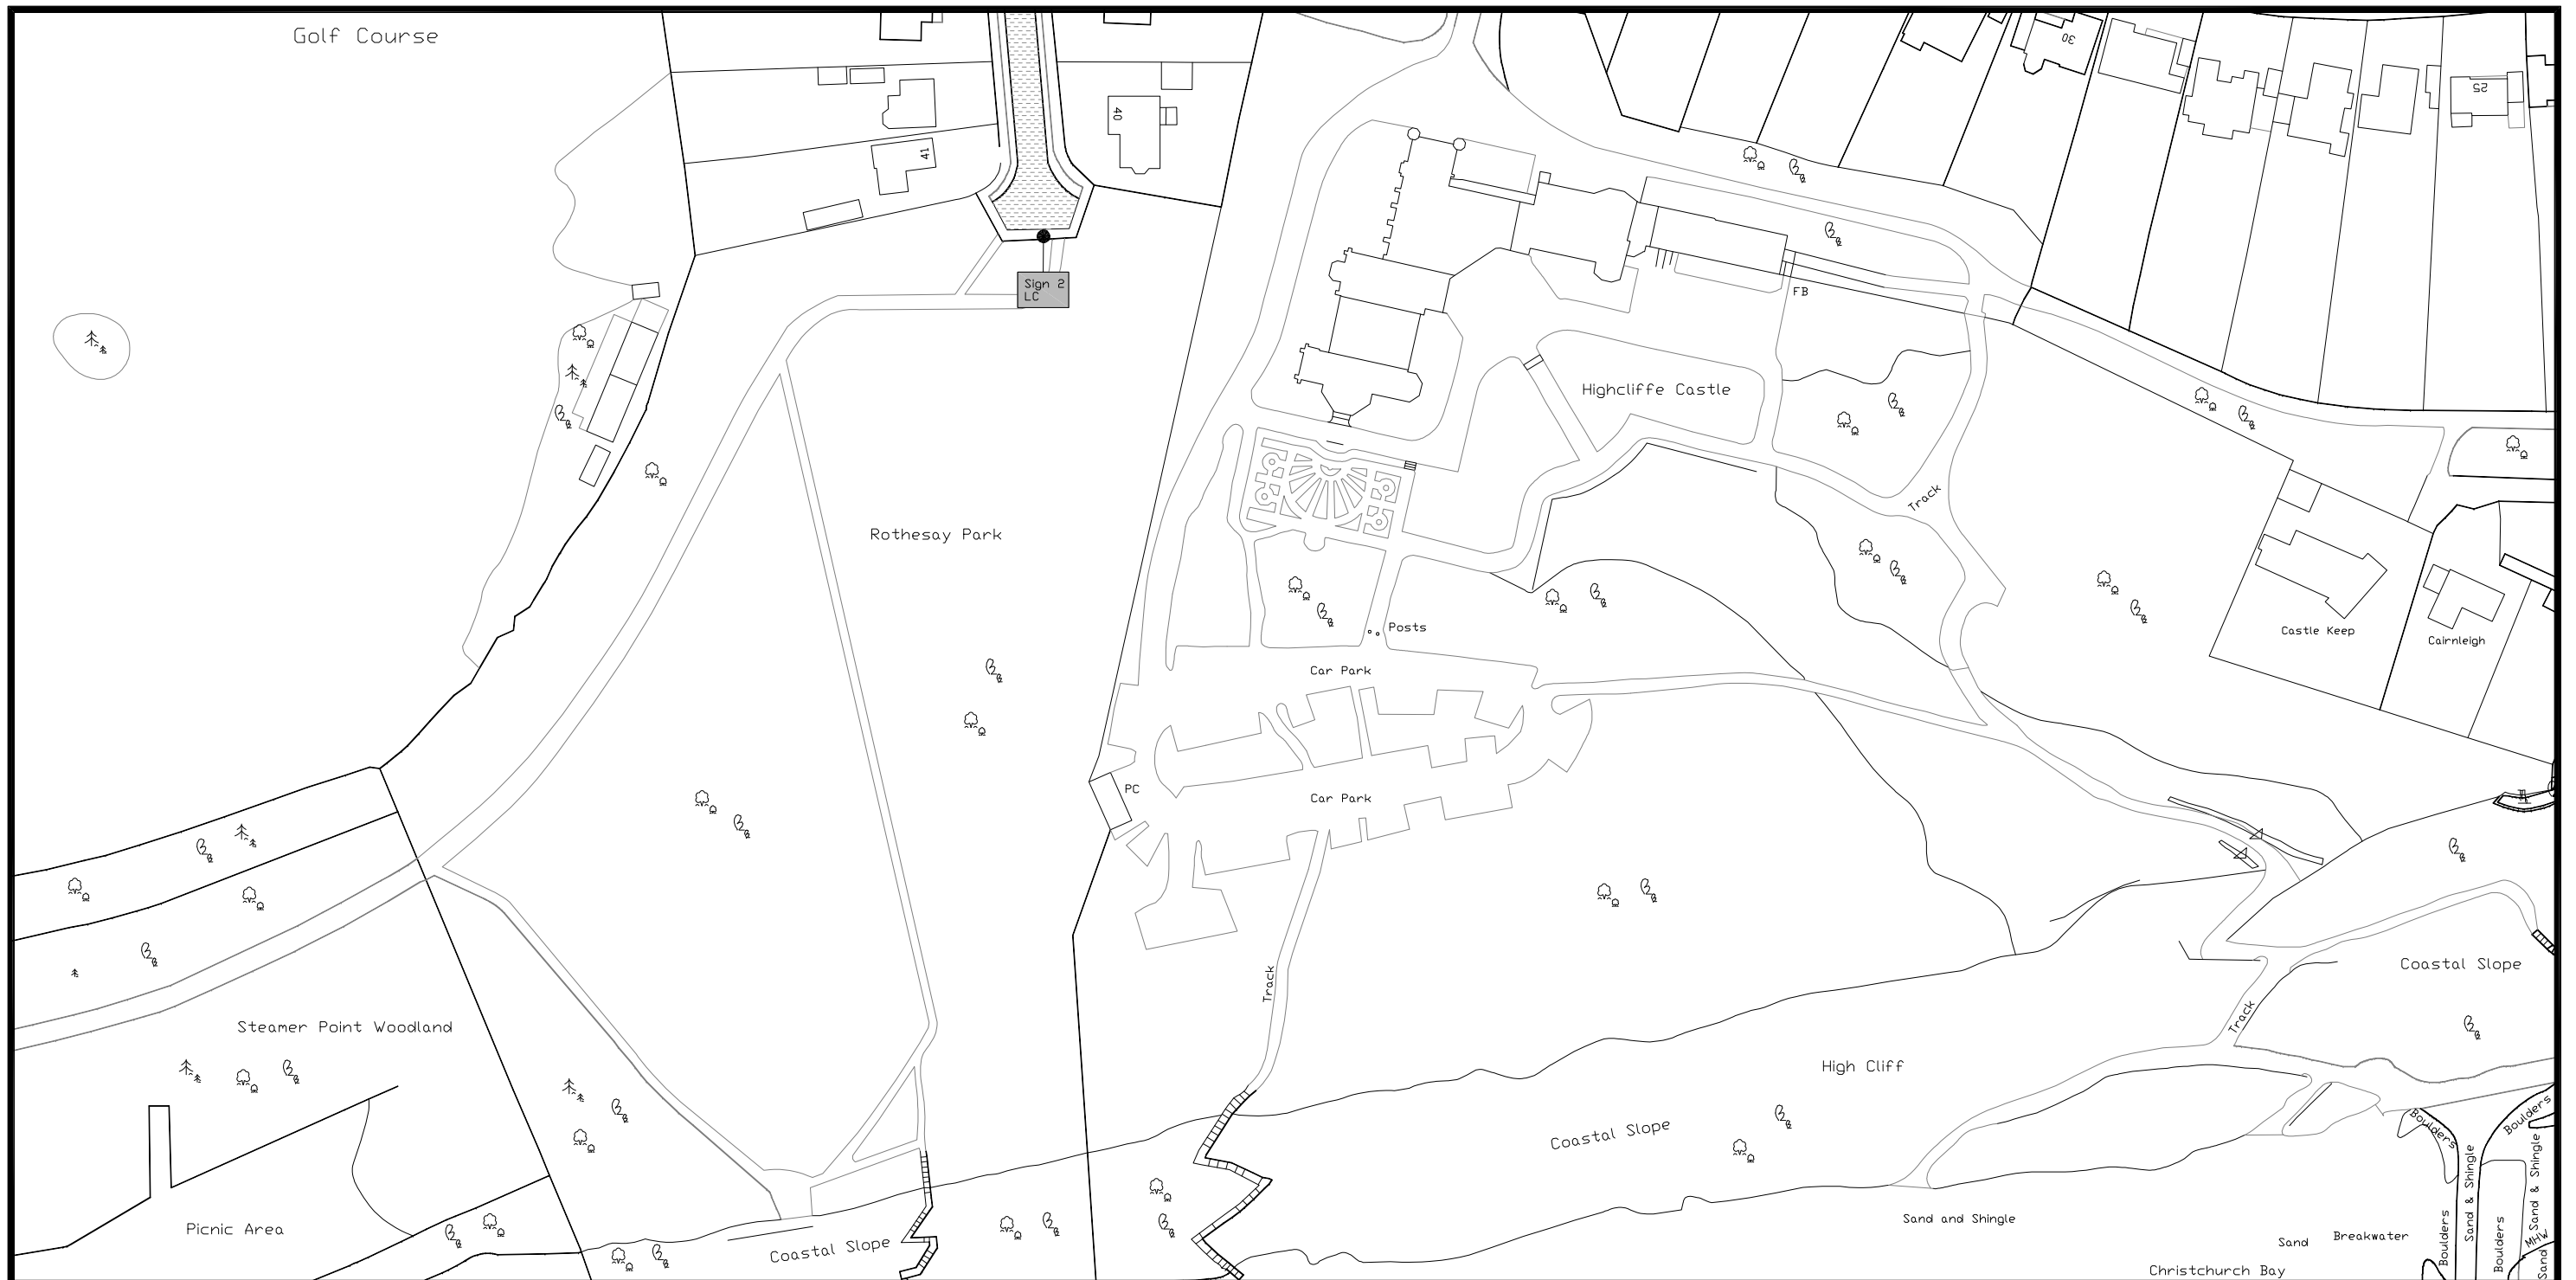 Golf Course
30
25
40
41
Sign 2
LC
FB
Highcliffe Castle
Track
Rothesay Park
Posts
Castle Keep
Cairnleigh
Car Park
PC
Car Park
Coastal Slope
Track
Track
Steamer Point Woodland
High Cliff
Boulders
Boulders
Coastal Slope
Sand & Shingle
Sand & Shingle
Picnic Area
Sand and Shingle
Boulders
Boulders
Breakwater
Sand
MHW
Sand
Coastal Slope
Christchurch Bay